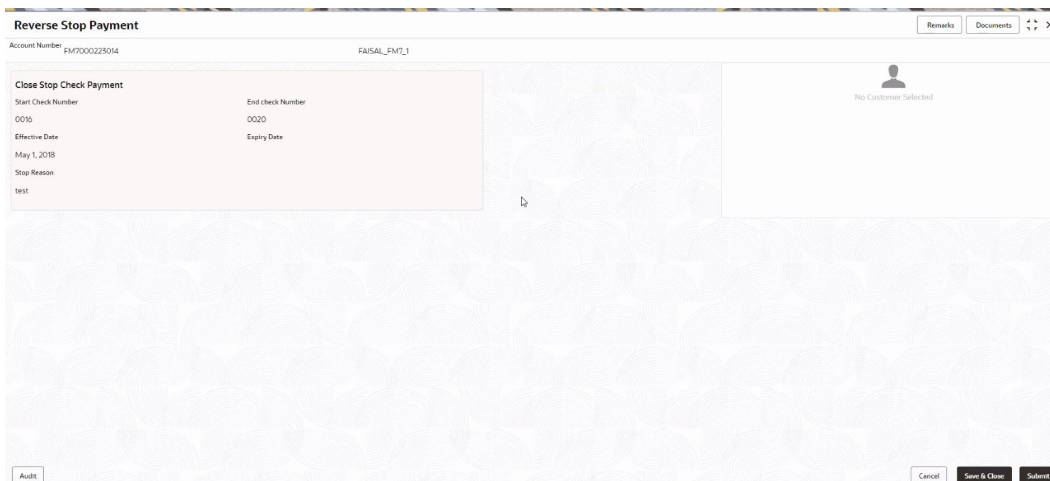 Reverse Stop Payment Remarks Documents
Account Number FM7000223014 FAISAL_FM7_1
Close Stop Check Payment
No Customer Selected
Start Check Number End check Number
0016 0020
Effective Date Expiry Date
May 1, 2018
Stop Reason
test
Audit Cancel Save & Close Submit